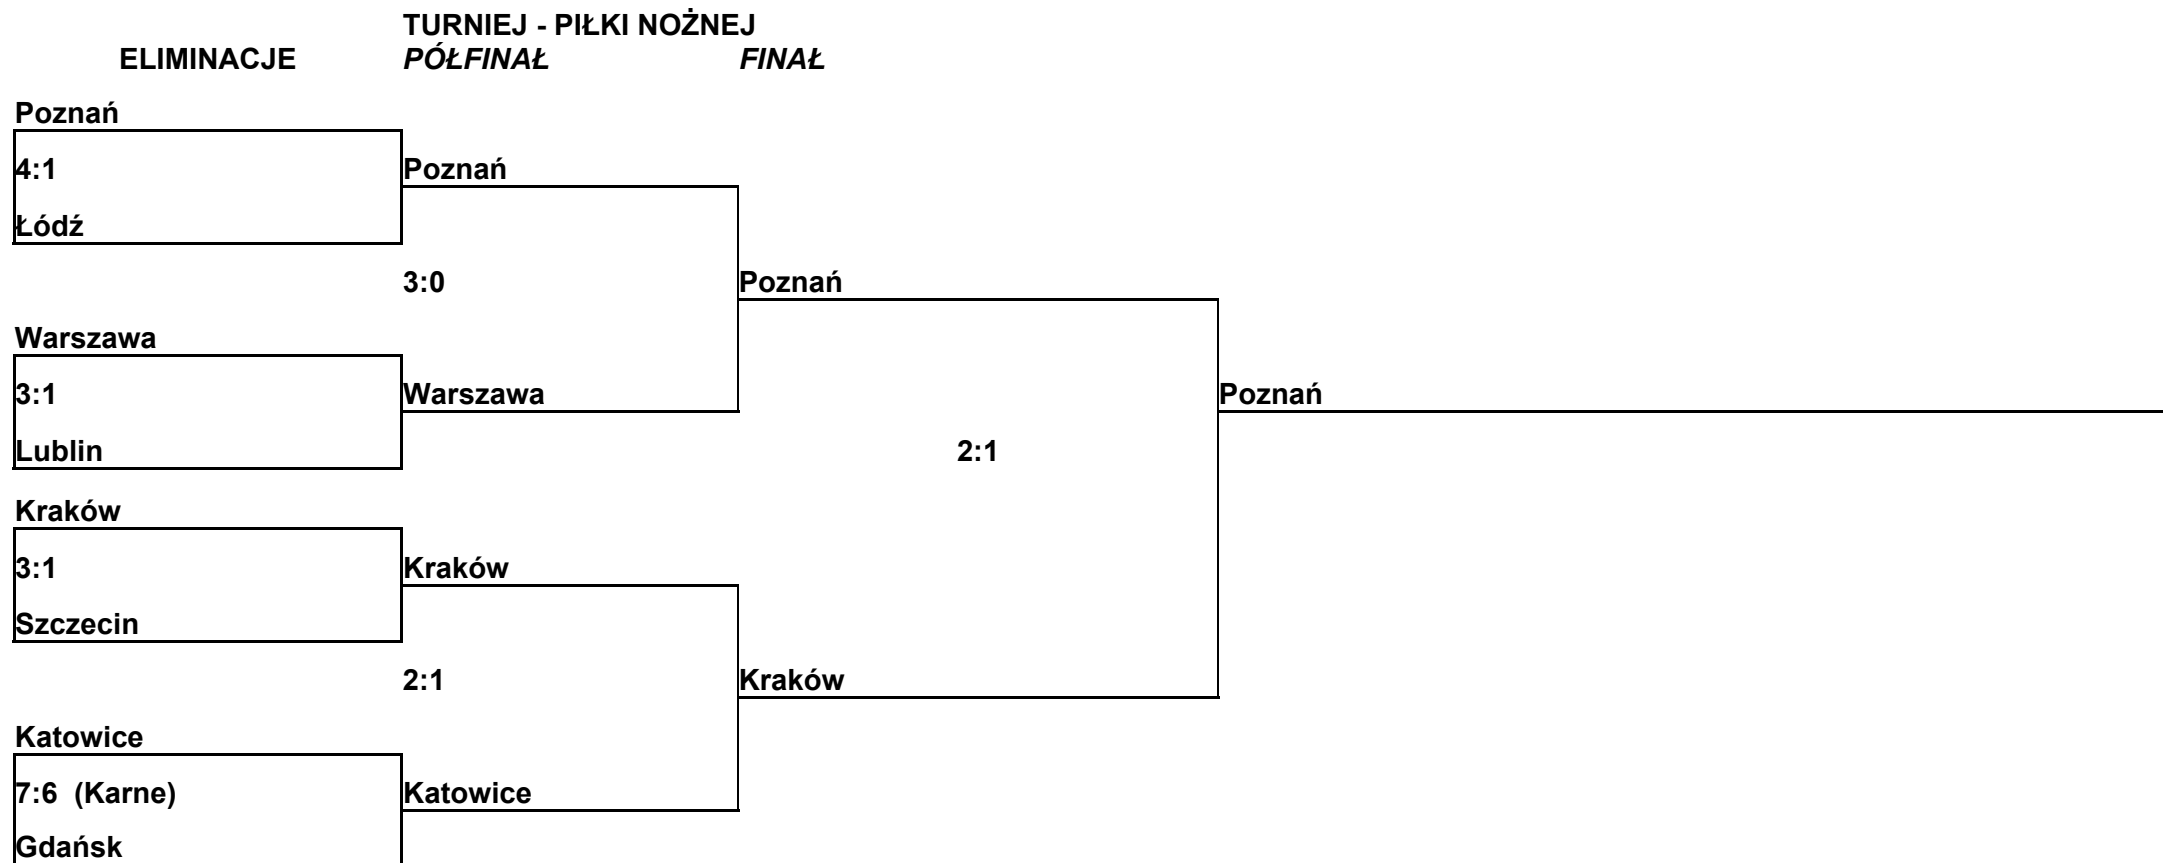 TURNIEJ - PIŁKI NOŻNEJ
ELIMINACJE PÓŁFINAŁ FINAŁ
Poznań
4:1 Poznań
Łódź
3:0 Poznań
Warszawa
3:1 Warszawa Poznań
Lublin 2:1
Kraków
3:1 Kraków
Szczecin
2:1 Kraków
Katowice
7:6 (Karne) Katowice
Gdańsk